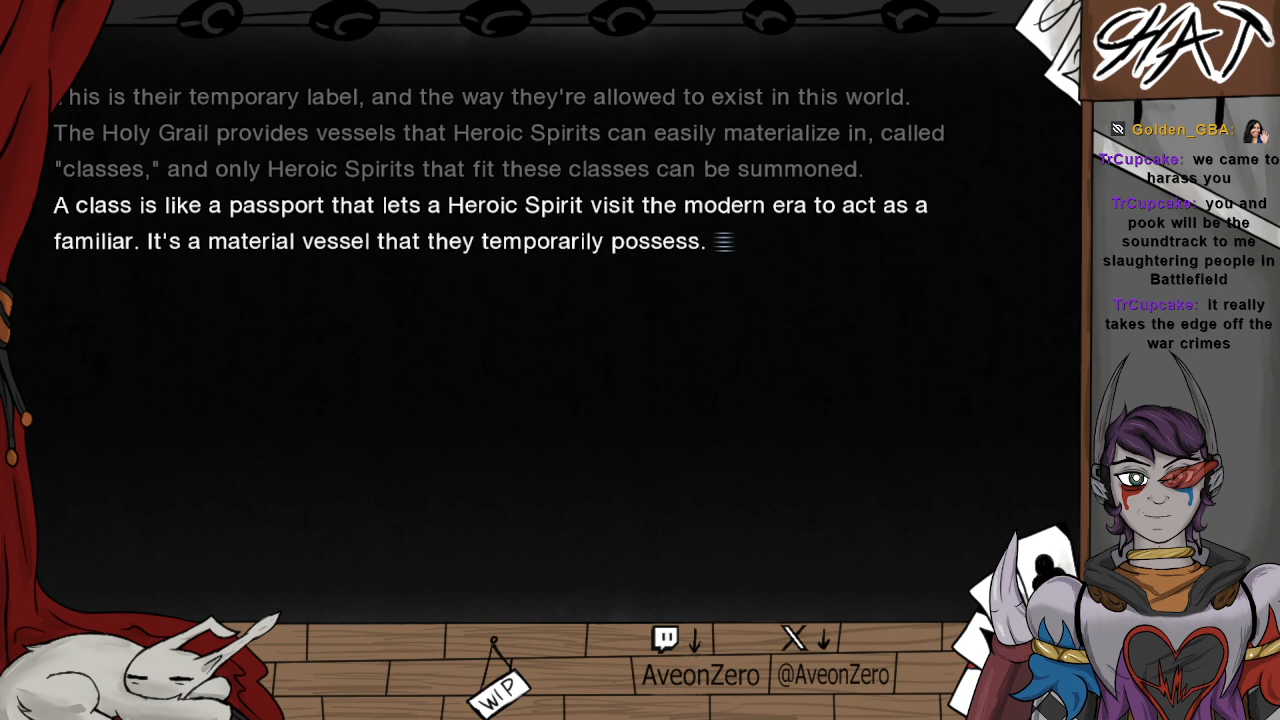 This is their temporary label, and the way they're allowed to exist in this world.
The Holy Grail provides vessels that Heroic Spirits can easily materialize in, called
"classes," and only Heroic Spirits that fit these classes can be summoned.
A class is like a passport that lets a Heroic Spirit visit the modern era to act as a
familiar. It's a material vessel that they temporarily possess.
CHAT
Golden_GBA:
TrCupcake: we came to
harass you
TrCupcake: you and
pook will be the
soundtrack to me
slaughtering people in
Battlefield
TrCupcake: it really
takes the edge off the
war crimes
WIP
AveonZero
@AveonZero